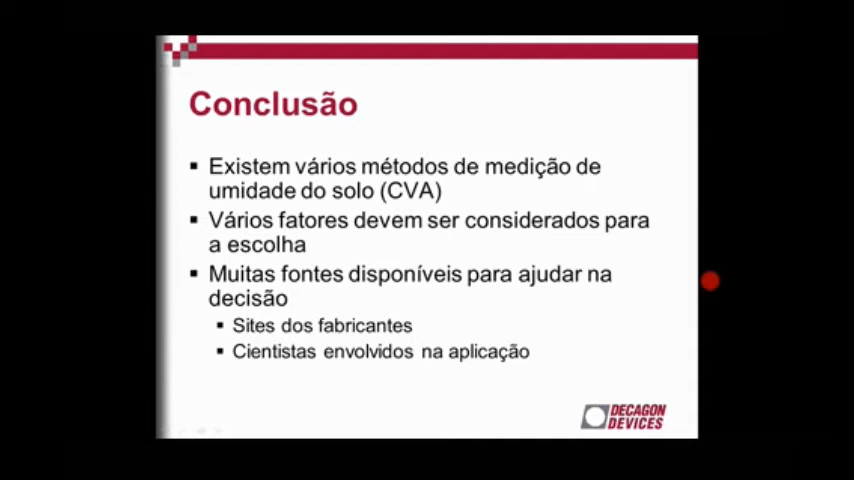 Conclusão
▪ Existem vários métodos de medição de
umidade do solo (CVA)
▪ Vários fatores devem ser considerados para
a escolha
▪ Muitas fontes disponíveis para ajudar na
decisão
▪ Sites dos fabricantes
▪ Cientistas envolvidos na aplicação
DECAGON
DEVICES